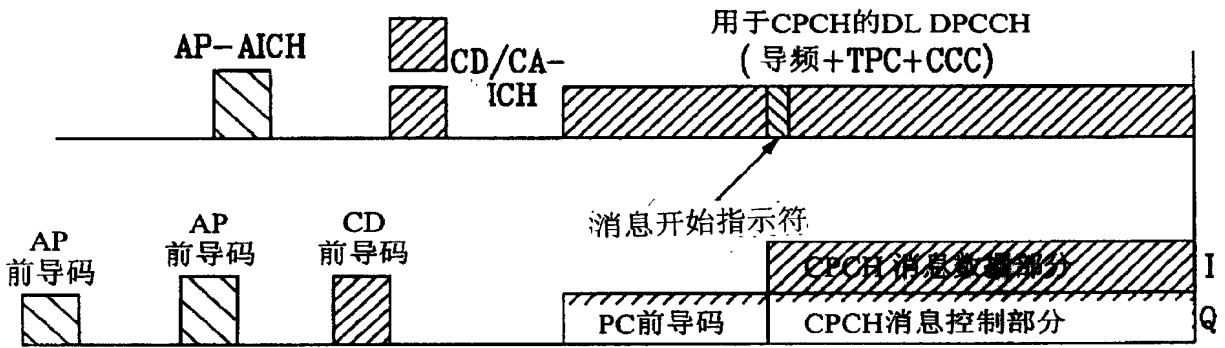 用于CPCH的DL DPCCH
(导频+TPC+CCC)
AP-AICH
CD/CA-
ICH
消息开始指示符
AP
前导码
AP
前导码
CD
前导码
CPCH 消息数据部分
I
PC前导码
CPCH消息控制部分
Q